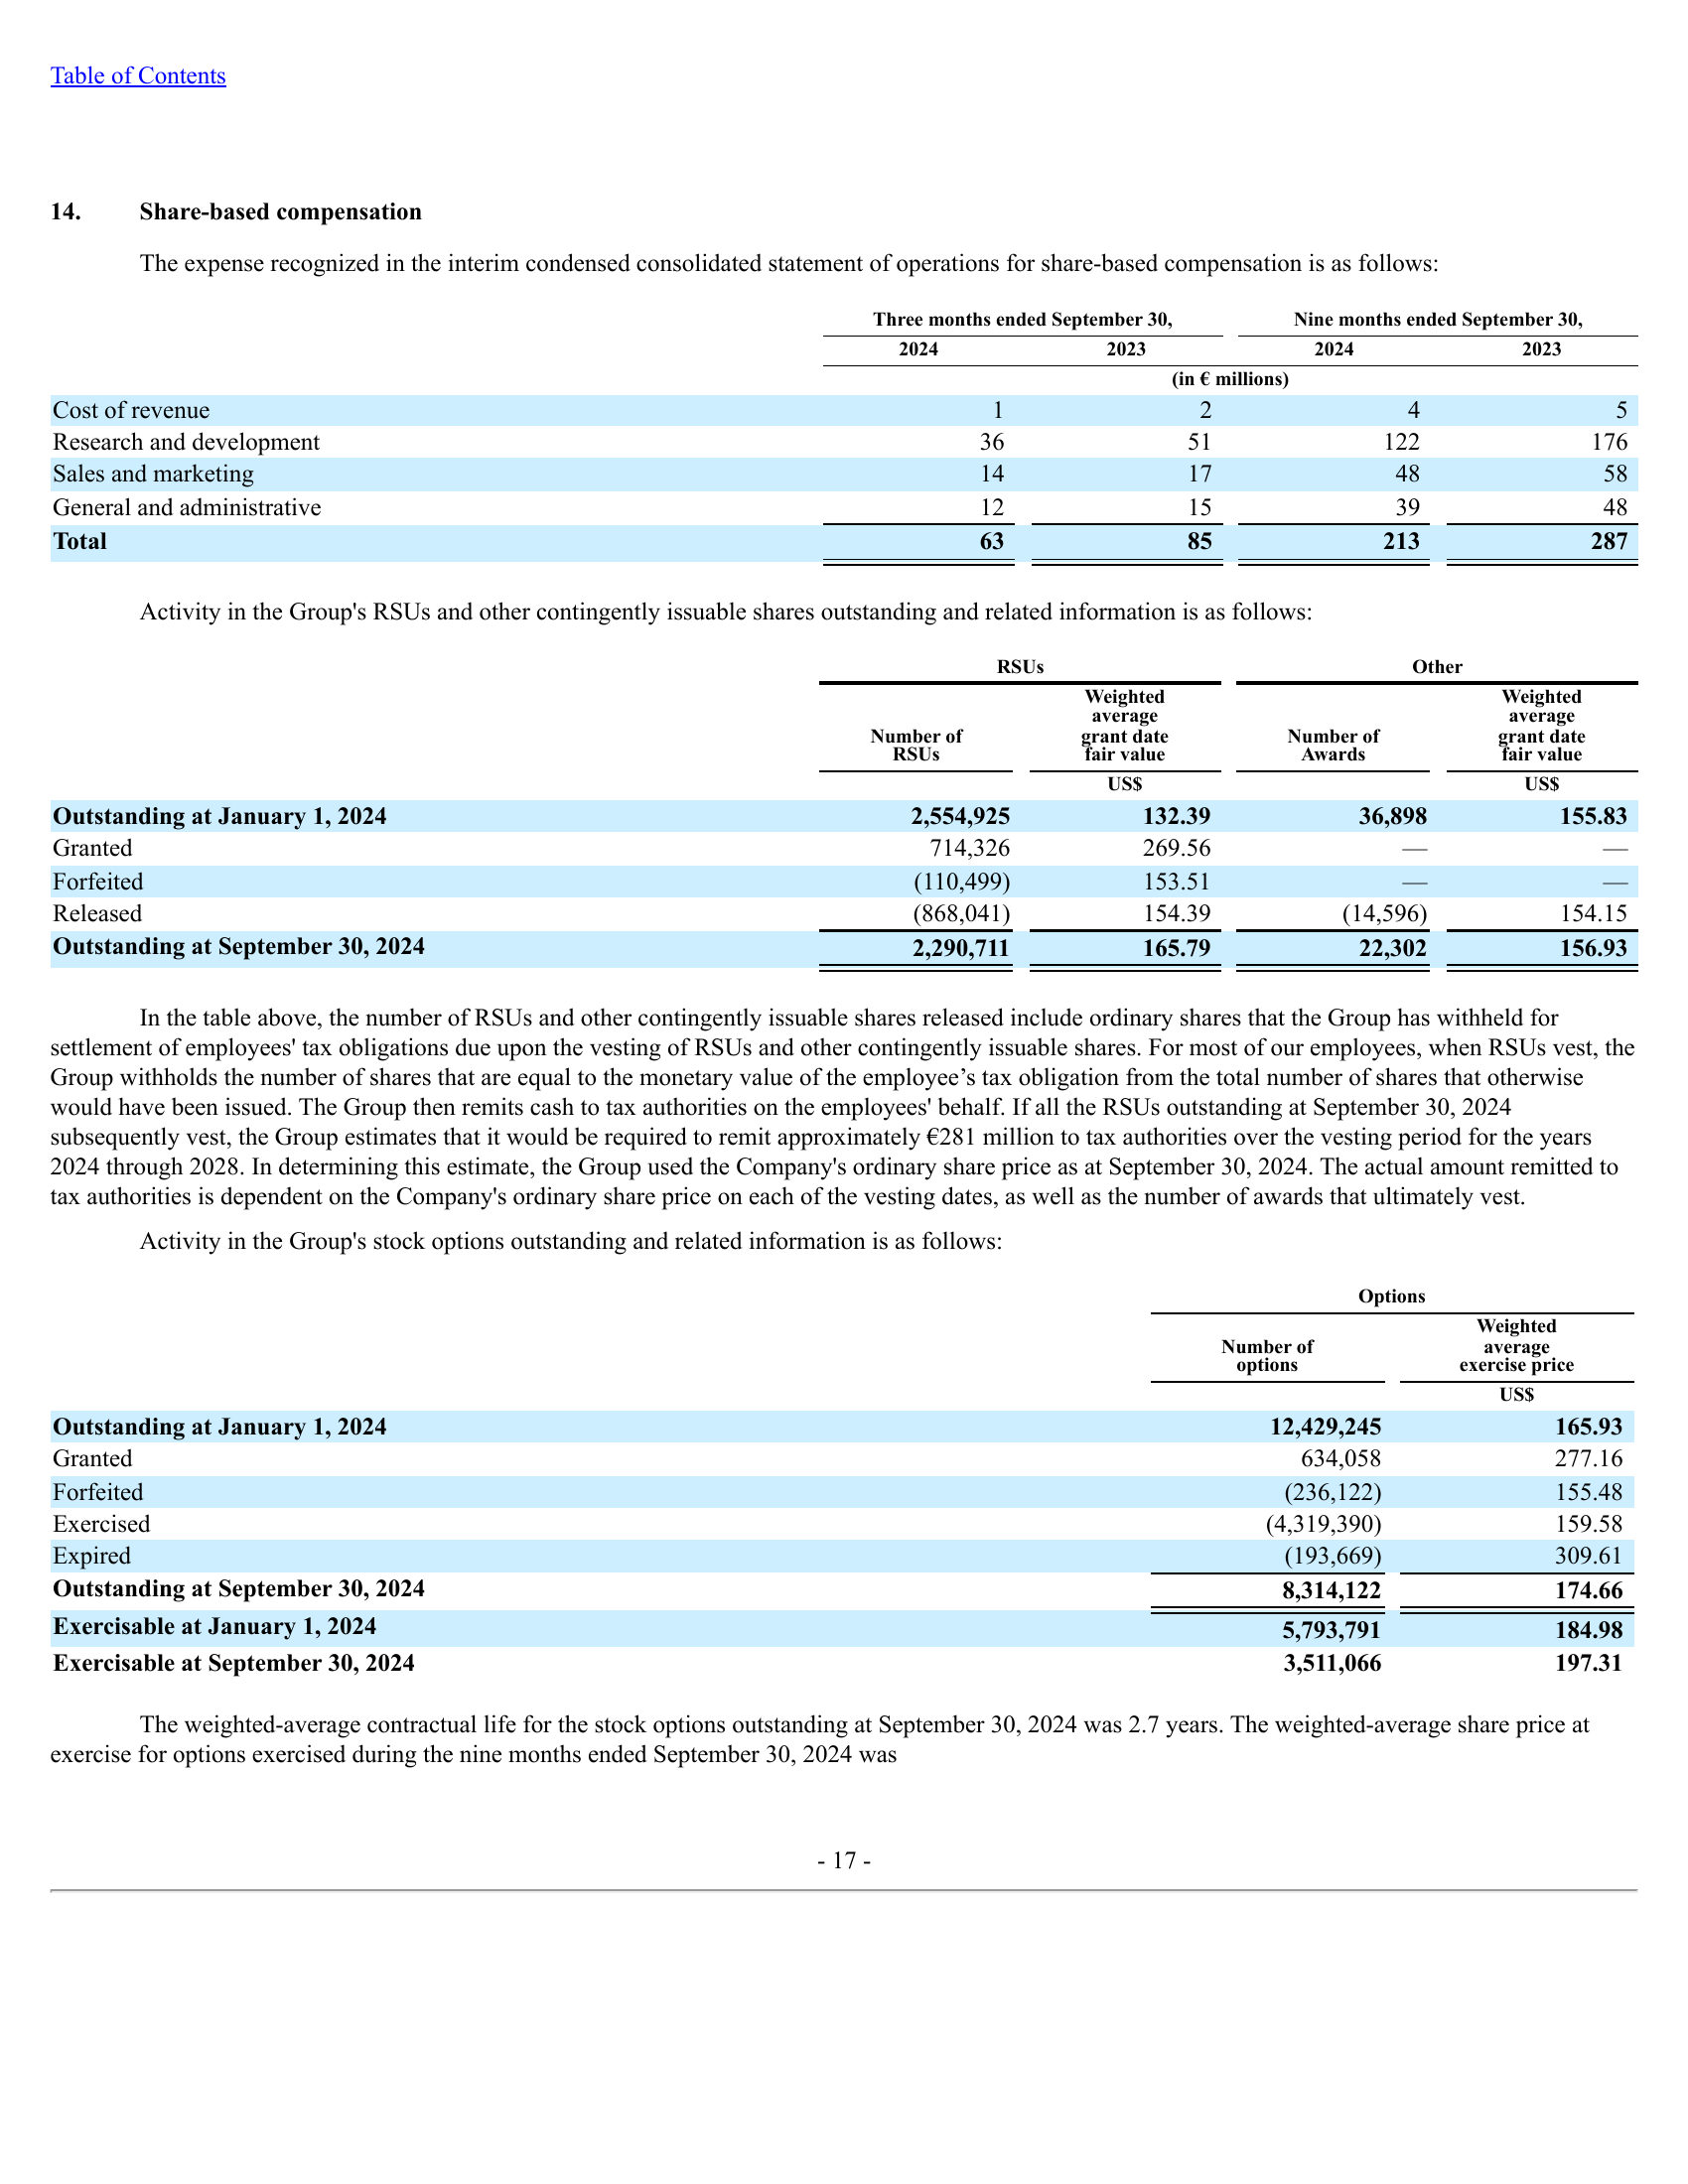 Table of Contents
14. Share-based compensation
The expense recognized in the interim condensed consolidated statement of operations for share-based compensation is as follows:
Three months ended September 30, Nine months ended September 30,
2024 2023 2024 2023
(in € millions)
Cost of revenue 1 2 4 5
Research and development 36 51 122 176
Sales and marketing 14 17 48 58
General and administrative 12 15 39 48
Total 63 85 213 287
Activity in the Group's RSUs and other contingently issuable shares outstanding and related information is as follows:
RSUs Other
Number of RSUs Weighted average grant date fair value Number of Awards Weighted average grant date fair value
US$ US$
Outstanding at January 1, 2024 2,554,925 132.39 36,898 155.83
Granted 714,326 269.56 — —
Forfeited (110,499) 153.51 — —
Released (868,041) 154.39 (14,596) 154.15
Outstanding at September 30, 2024 2,290,711 165.79 22,302 156.93
In the table above, the number of RSUs and other contingently issuable shares released include ordinary shares that the Group has withheld for
settlement of employees' tax obligations due upon the vesting of RSUs and other contingently issuable shares. For most of our employees, when RSUs vest, the
Group withholds the number of shares that are equal to the monetary value of the employee’s tax obligation from the total number of shares that otherwise
would have been issued. The Group then remits cash to tax authorities on the employees' behalf. If all the RSUs outstanding at September 30, 2024
subsequently vest, the Group estimates that it would be required to remit approximately €281 million to tax authorities over the vesting period for the years
2024 through 2028. In determining this estimate, the Group used the Company's ordinary share price as at September 30, 2024. The actual amount remitted to
tax authorities is dependent on the Company's ordinary share price on each of the vesting dates, as well as the number of awards that ultimately vest.
Activity in the Group's stock options outstanding and related information is as follows:
Options
Number of options Weighted average exercise price
US$
Outstanding at January 1, 2024 12,429,245 165.93
Granted 634,058 277.16
Forfeited (236,122) 155.48
Exercised (4,319,390) 159.58
Expired (193,669) 309.61
Outstanding at September 30, 2024 8,314,122 174.66
Exercisable at January 1, 2024 5,793,791 184.98
Exercisable at September 30, 2024 3,511,066 197.31
The weighted-average contractual life for the stock options outstanding at September 30, 2024 was 2.7 years. The weighted-average share price at
exercise for options exercised during the nine months ended September 30, 2024 was
- 17 -